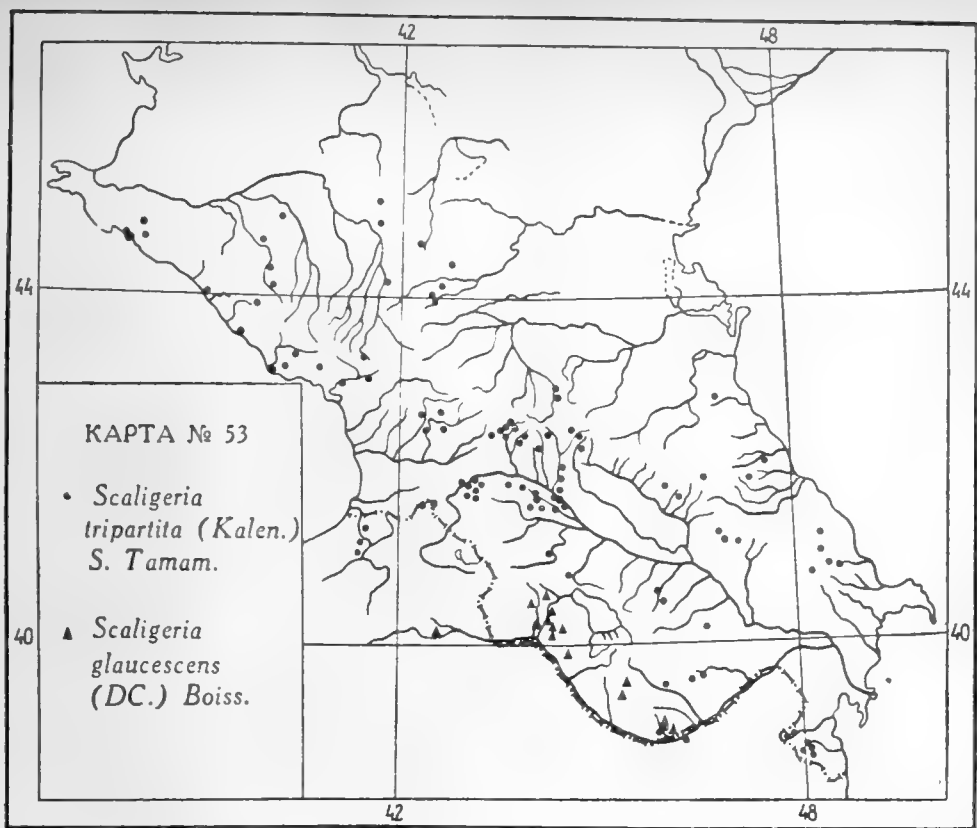 42 48
44 44
КАРТА № 53
• Scaligeria
tripartita (Kalen.)
S. Tamam.
40 40
▲ Scaligeria
glaucescens
(DC.) Boiss.
42 48